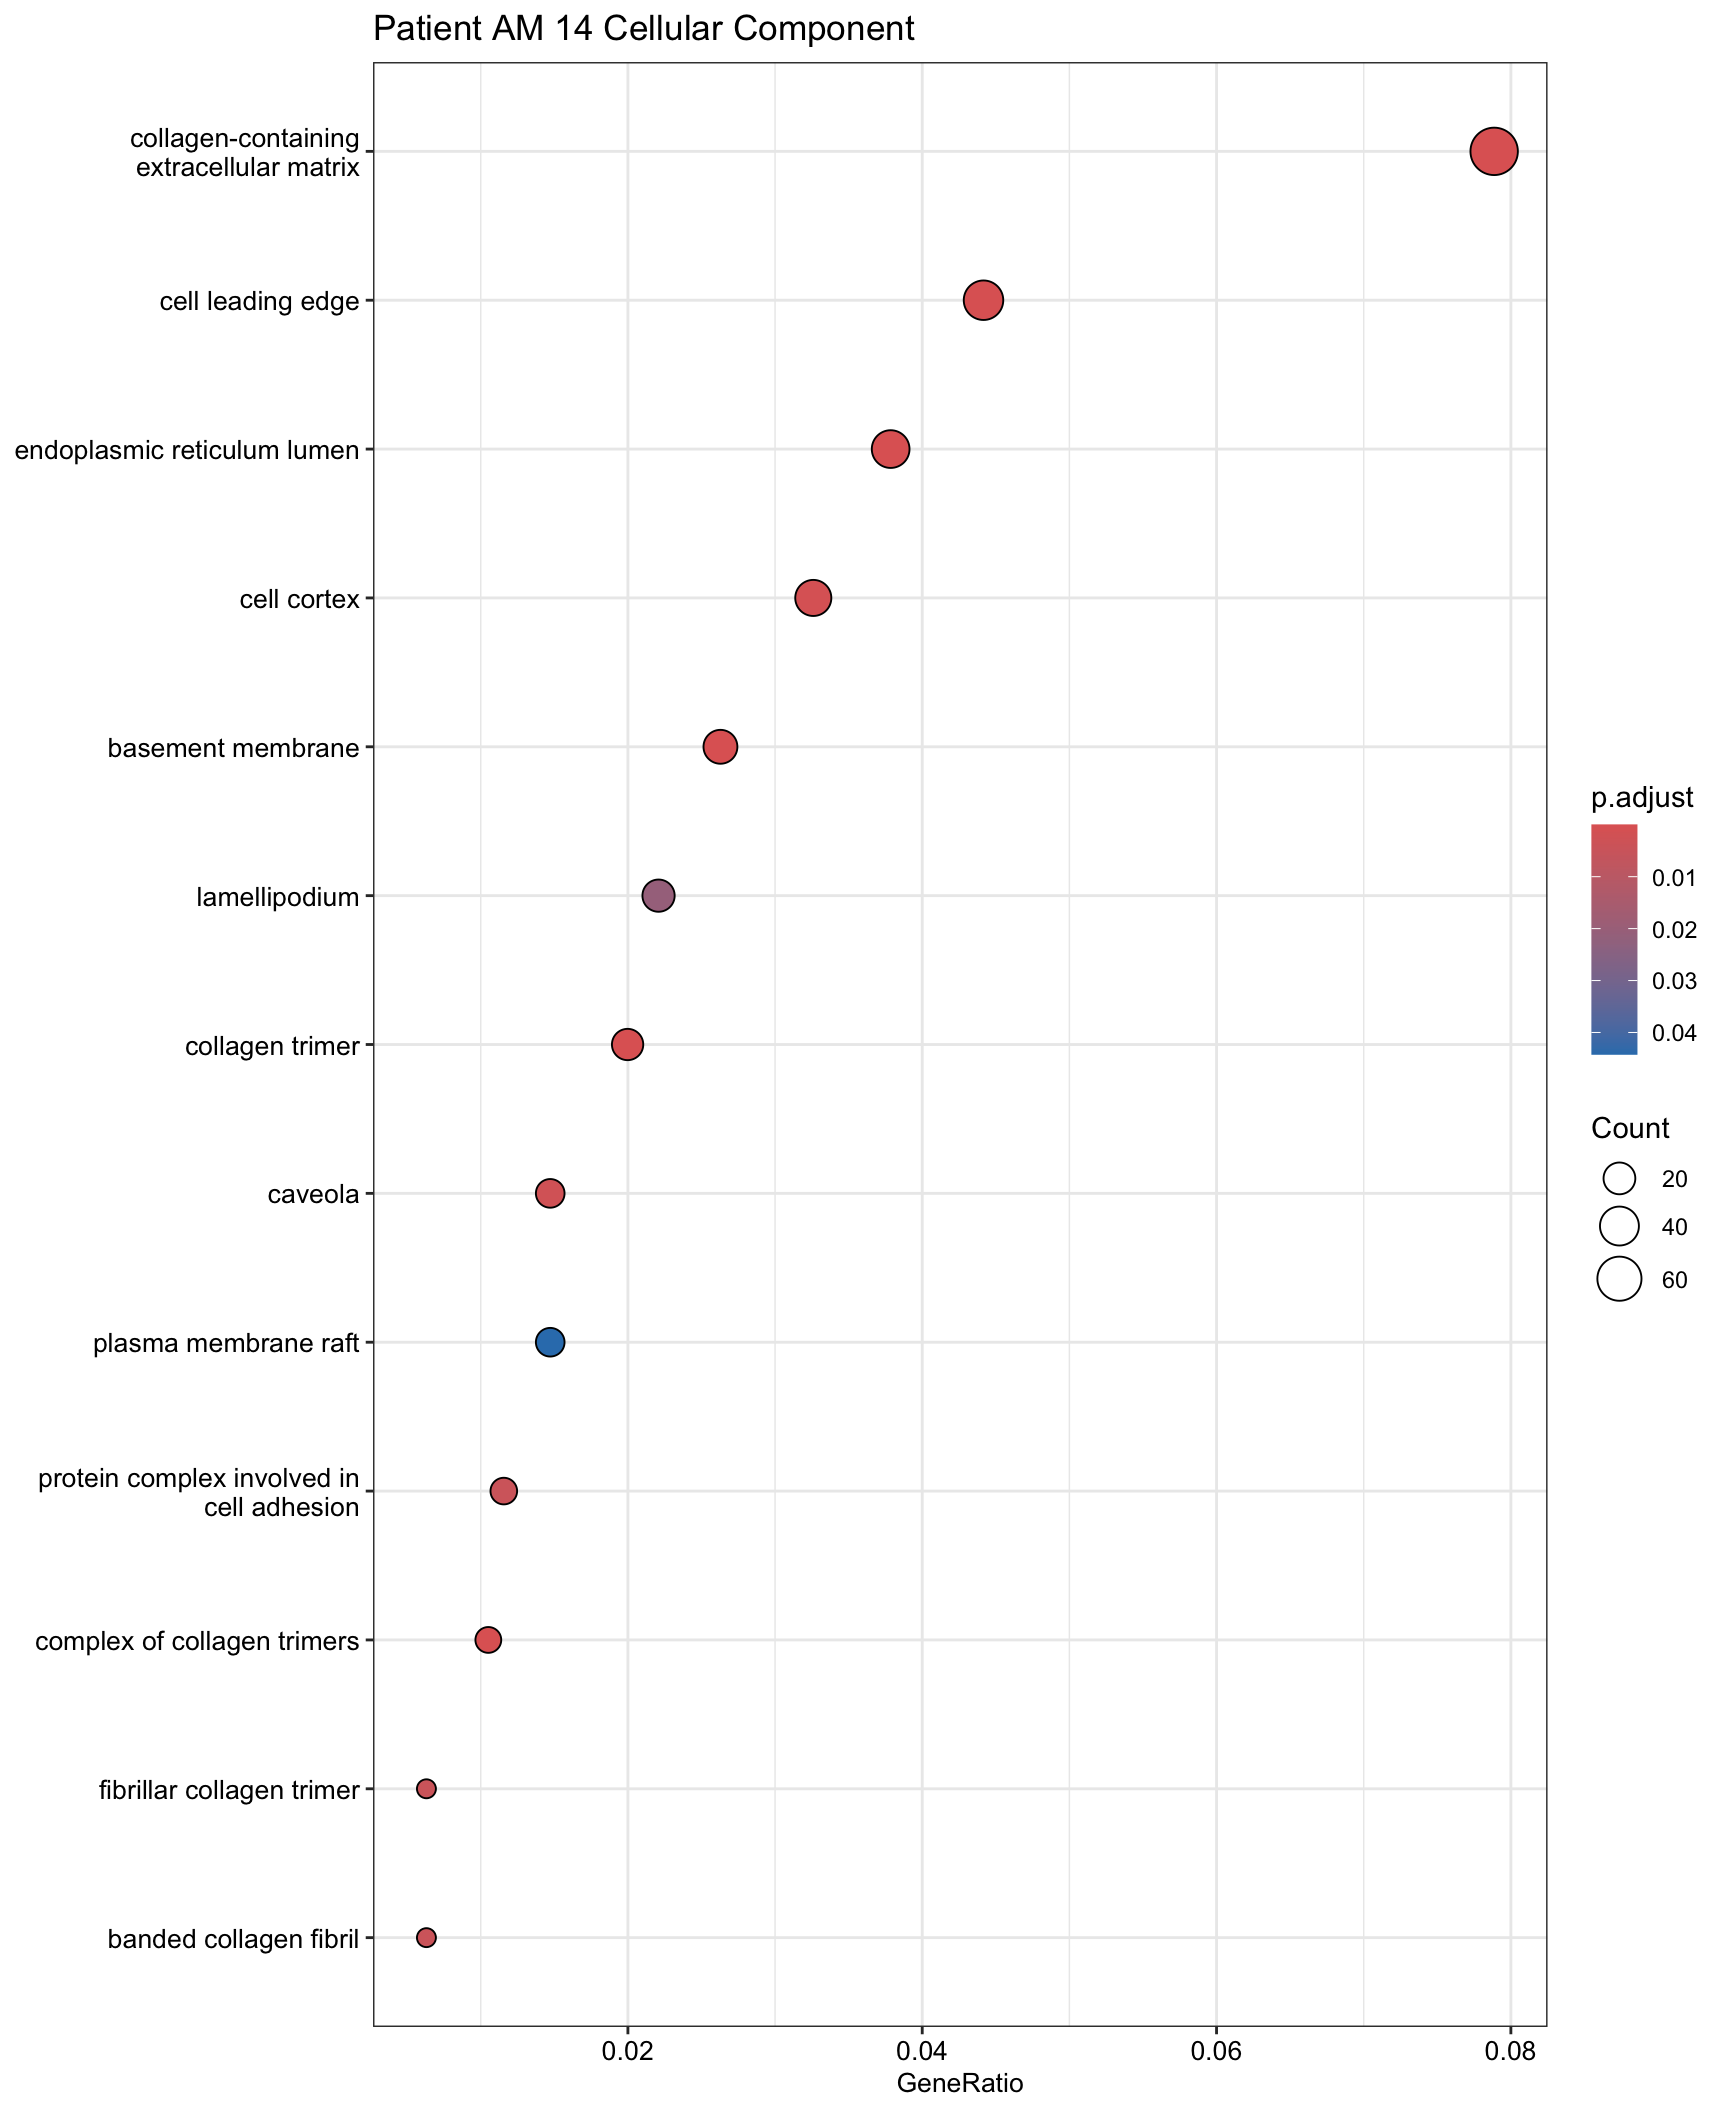 Patient AM 14 Cellular Component
collagen-containing
extracellular matrix
cell leading edge
endoplasmic reticulum lumen
cell cortex
basement membrane
lamellipodium
collagen trimer
caveola
plasma membrane raft
protein complex involved in
cell adhesion
complex of collagen trimers
fibrillar collagen trimer
banded collagen fibril
0.02
0.04
0.06
0.08
GeneRatio
p.adjust
0.01
0.02
0.03
0.04
Count
20
40
60